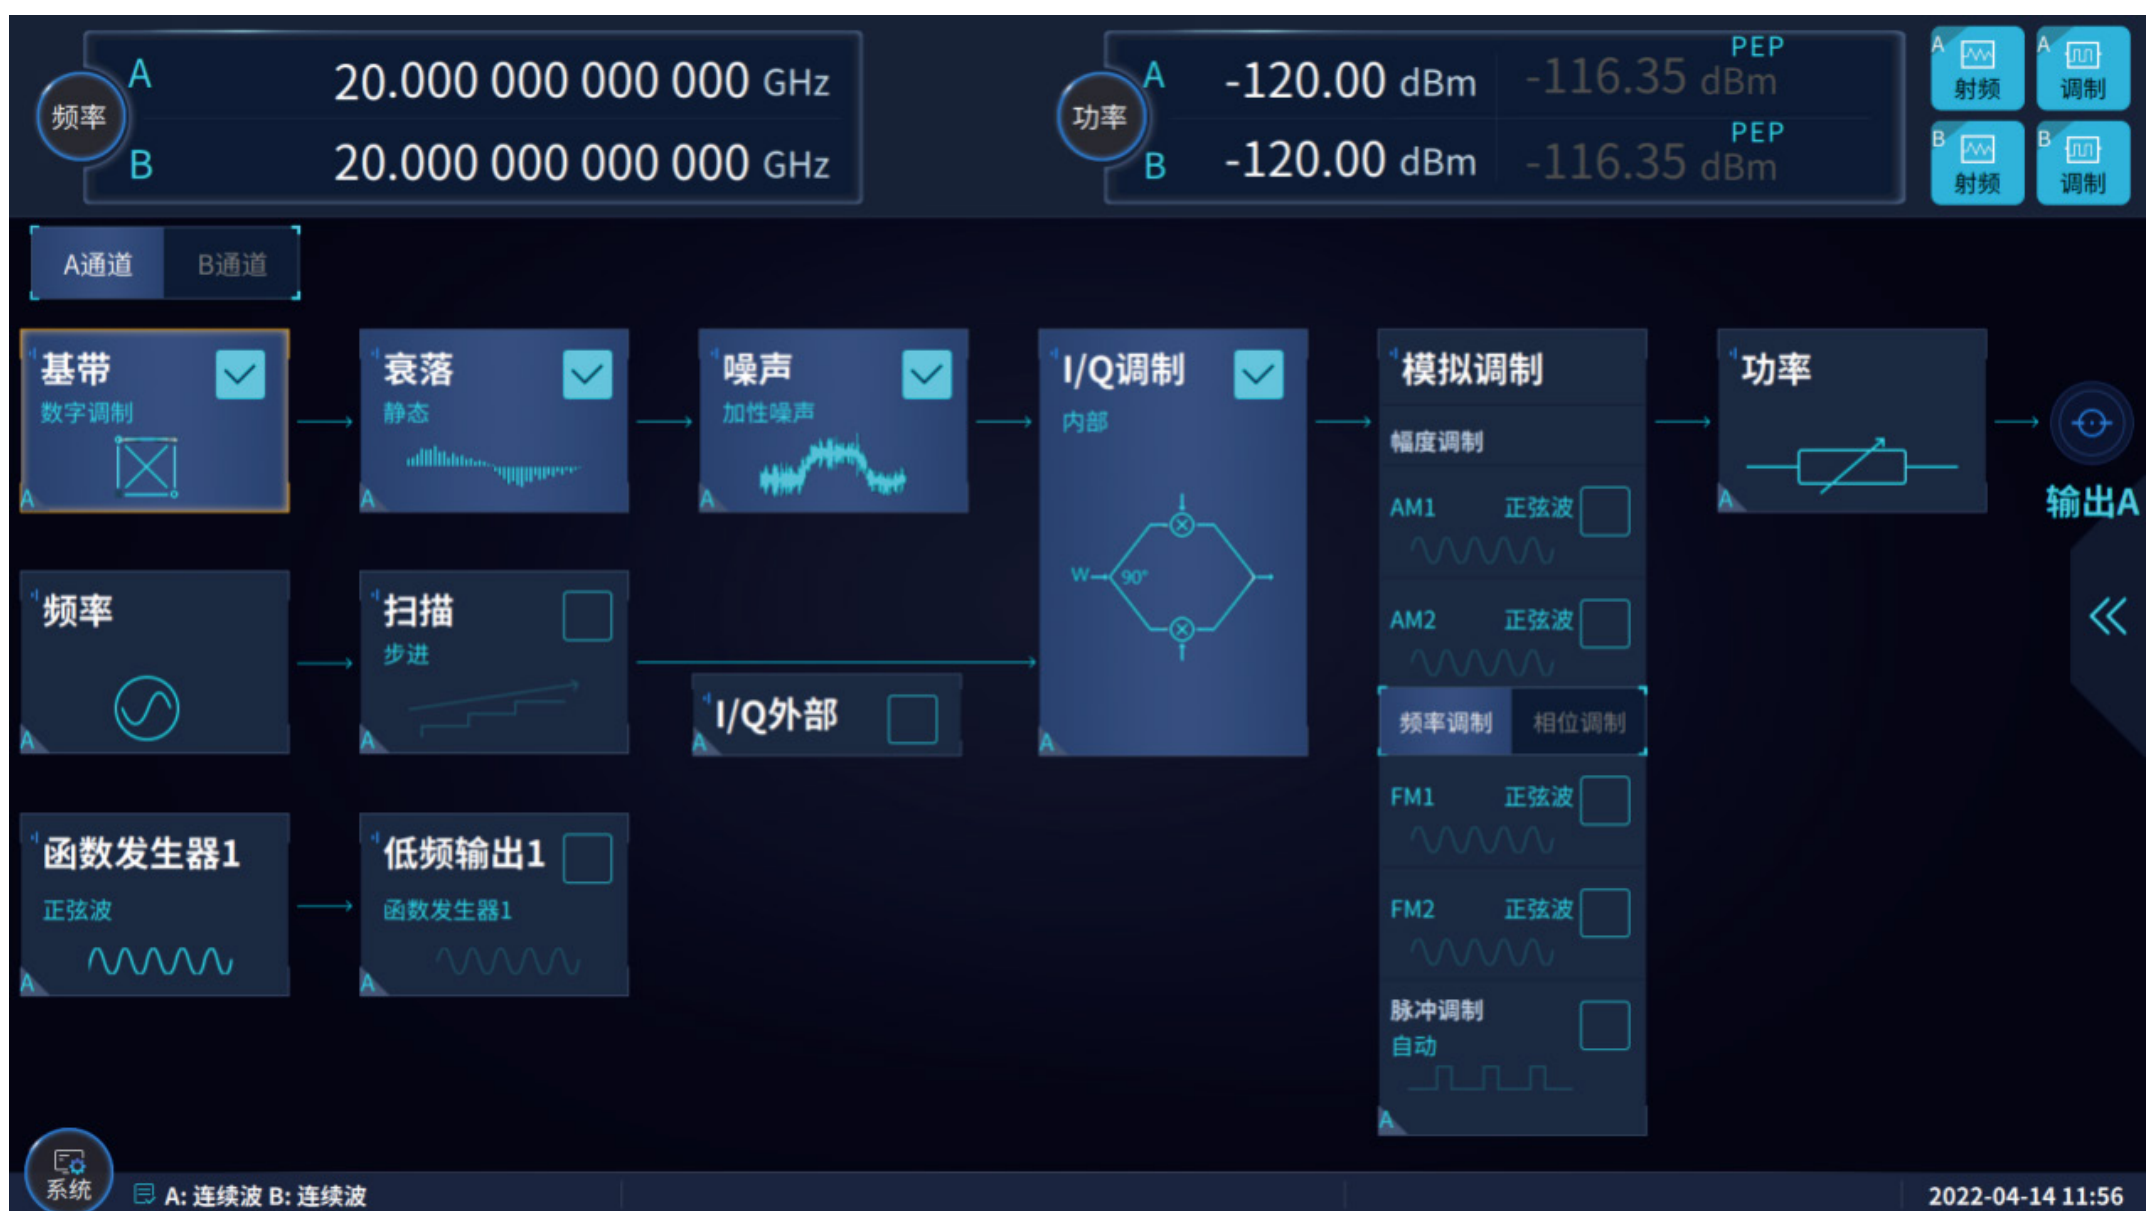 频率
A 20.000 000 000 000 GHz
B 20.000 000 000 000 GHz
功率
A -120.00 dBm PEP -116.35 dBm
B -120.00 dBm PEP -116.35 dBm
A 射频
A 调制
B 射频
B 调制
A通道 B通道
基带
数字调制
A
衰落
静态
A
噪声
加性噪声
A
I/Q调制
内部
W 90°
A
模拟调制
幅度调制
AM1 正弦波
AM2 正弦波
频率调制 相位调制
FM1 正弦波
FM2 正弦波
脉冲调制
自动
A
功率
A
输出A
频率
A
扫描
步进
A
I/Q外部
A
函数发生器1
正弦波
A
低频输出1
函数发生器1
A
系统
A: 连续波 B: 连续波
2022-04-14 11:56